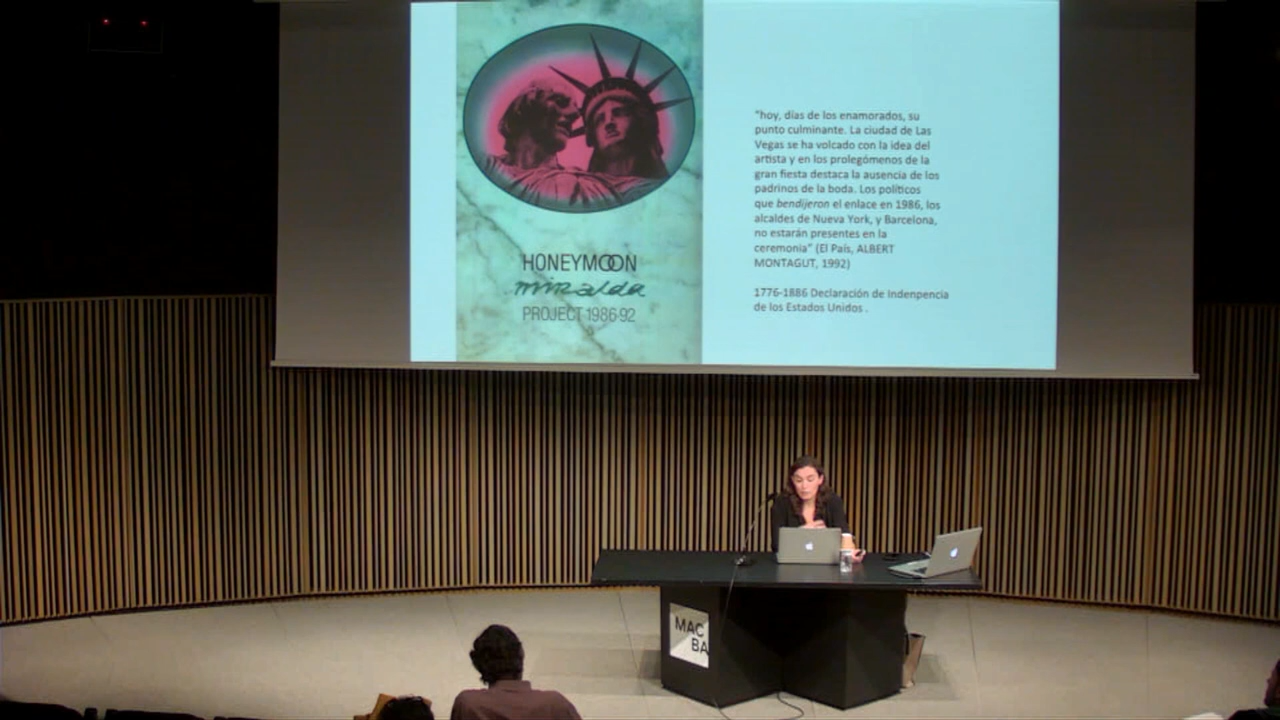 HONEYMOON
miralda
PROJECT 1986-92
"hoy, días de los enamorados, su
punto culminante. La ciudad de Las
Vegas se ha volcado con la idea del
artista y en los prolegómenos de la
gran fiesta destaca la ausencia de los
padrinos de la boda. Los políticos
que bendijeron el enlace en 1986, los
alcaldes de Nueva York, y Barcelona,
no estarán presentes en la
ceremonia" (El País, ALBERT
MONTAGUT, 1992)
1776-1886 Declaración de Indenpencia
de los Estados Unidos .
MAC
BA